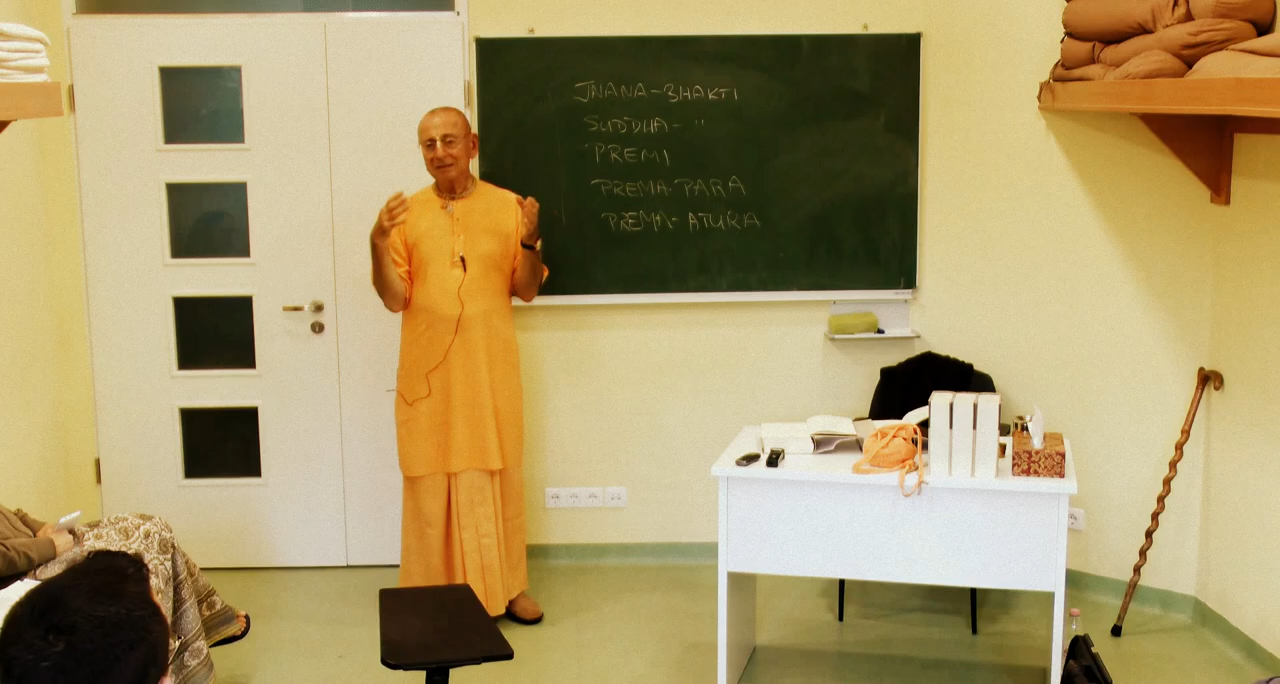 JNANA-BHAKTI
SUDDHA- "
PREMI
PREMA-PARA
PREMA-ATURA